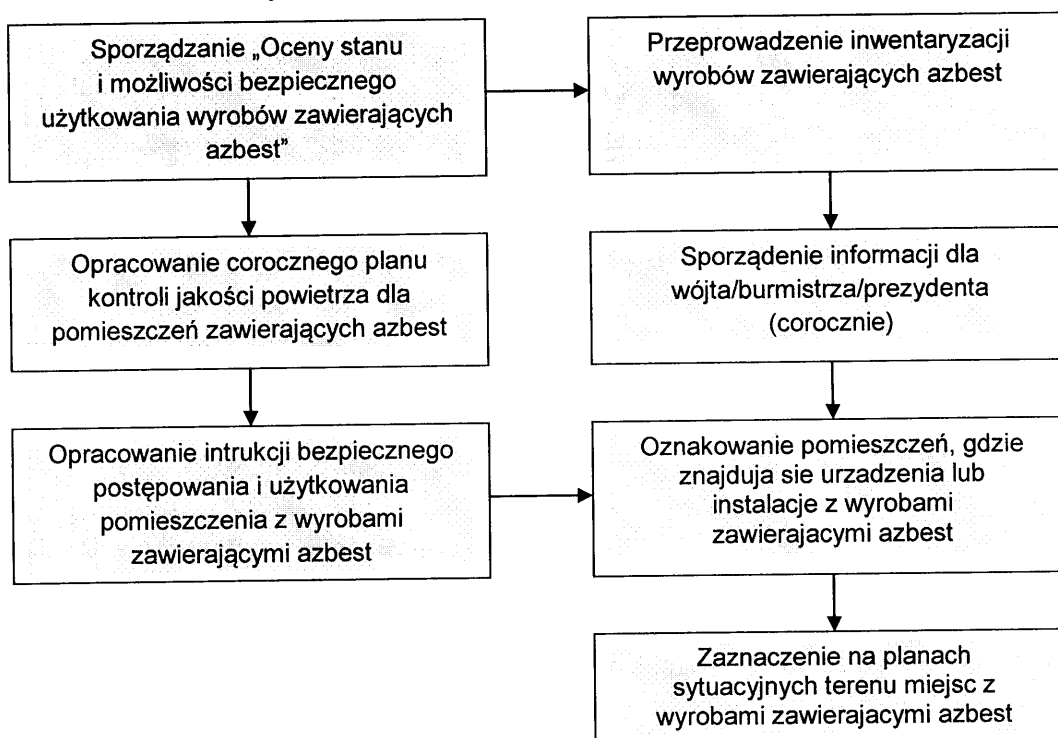 Sporządzanie „Oceny stanu
i możliwości bezpiecznego
użytkowania wyrobów zawierających
azbest”
Przeprowadzenie inwentaryzacji
wyrobów zawierających azbest
Opracowanie corocznego planu
kontroli jakości powietrza dla
pomieszczeń zawierających azbest
Sporządenie informacji dla
wójta/burmistrza/prezydenta
(corocznie)
Opracowanie intrukcji bezpiecznego
postępowania i użytkowania
pomieszczenia z wyrobami
zawierającymi azbest
Oznakowanie pomieszczeń, gdzie
znajduja sie urzadzenia lub
instalacje z wyrobami
zawierajacymi azbest
Zaznaczenie na planach
sytuacyjnych terenu miejsc z
wyrobami zawierajacymi azbest